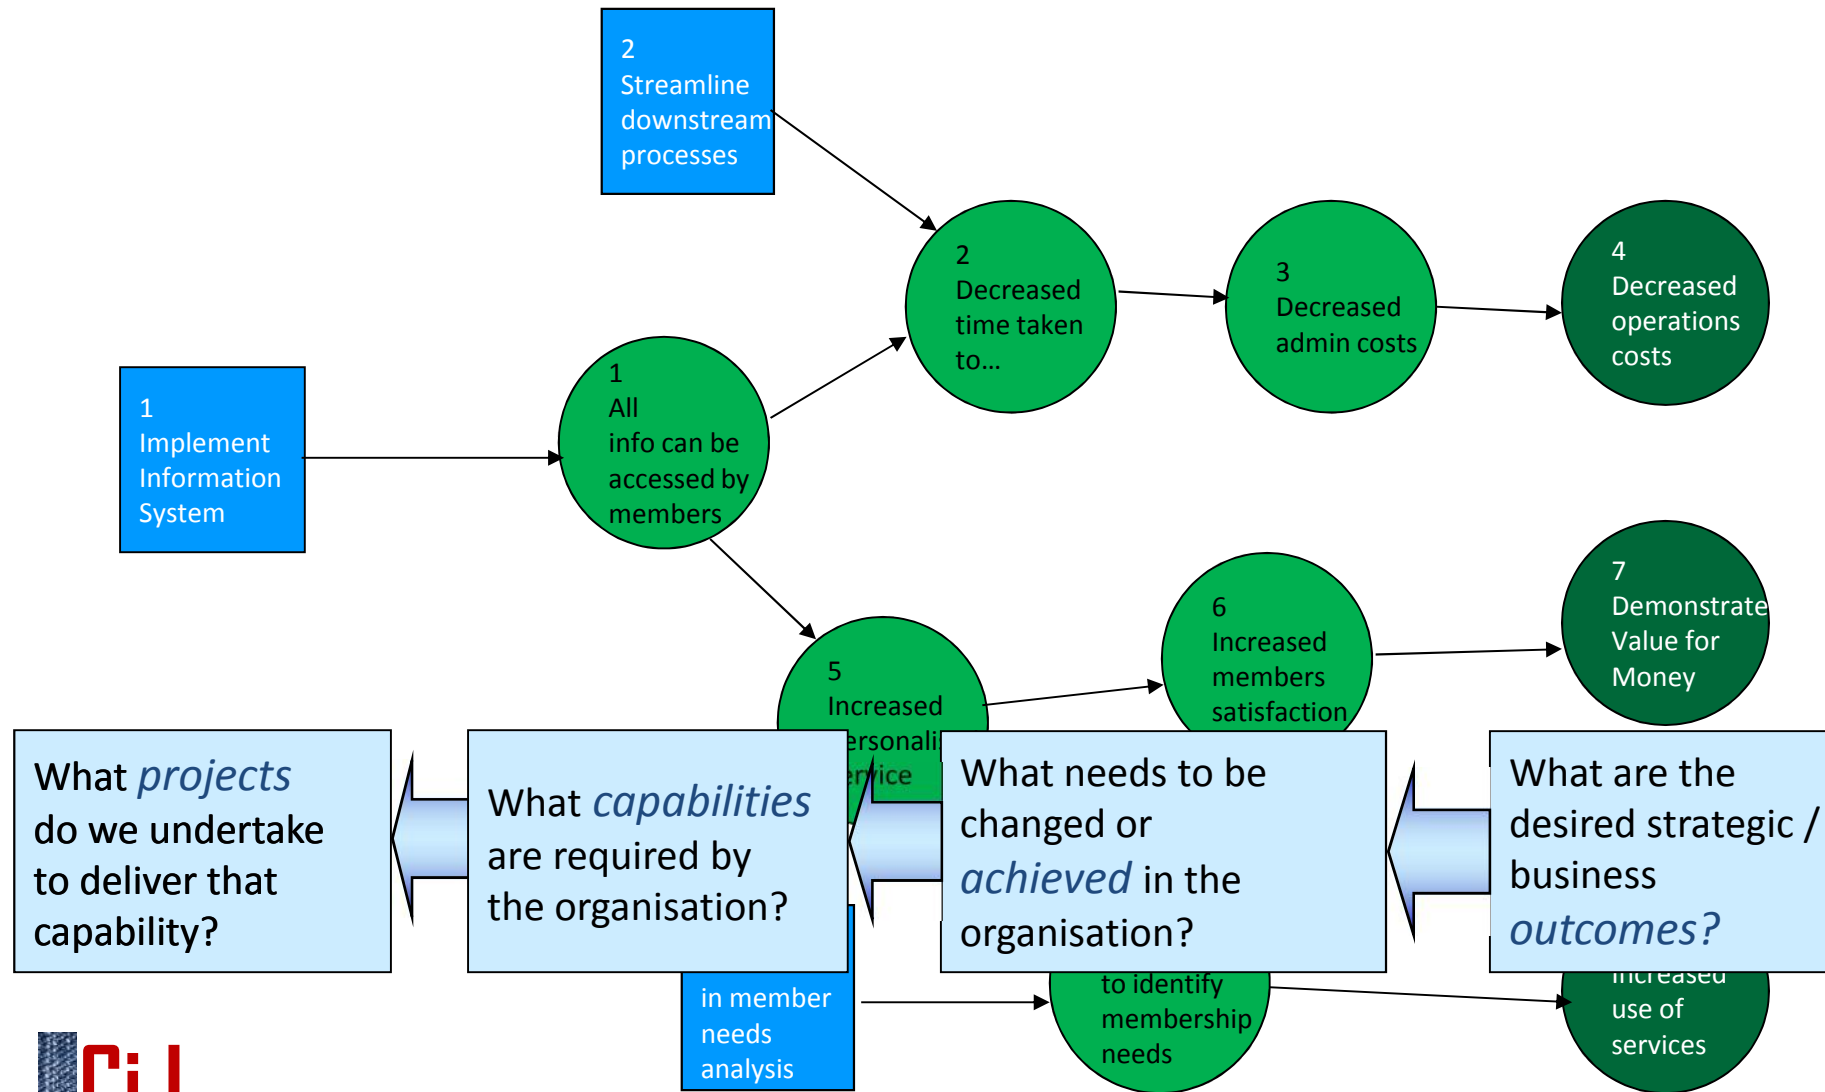 2
Streamline
downstream
processes
2
Decreased
time taken
to...
3
Decreased
admin costs
4
Decreased
operations
costs
1
Implement
Information
System
1
All
info can be
accessed by
members
5
Increased
6
Increased
members
satisfaction
7
Demonstrate
Value for
Money
What projects
do we undertake
to deliver that
capability?
What capabilities
are required by
the organisation?
What needs to be
changed or
achieved in the
organisation?
What are the
desired strategic /
business
outcomes?
in member
needs
analysis
to identify
membership
needs
Increased
use of
services